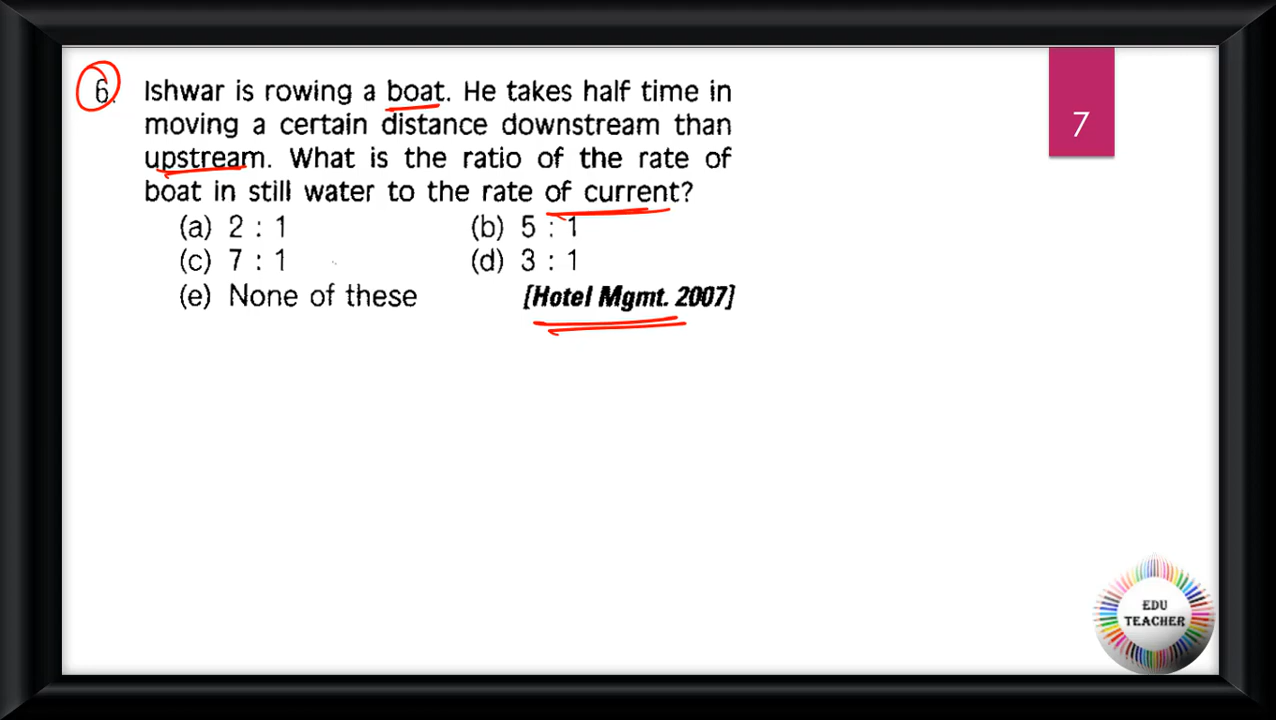 6. Ishwar is rowing a boat. He takes half time in
moving a certain distance downstream than
upstream. What is the ratio of the rate of
boat in still water to the rate of current?
(a) 2 : 1 (b) 5 : 1
(c) 7 : 1 (d) 3 : 1
(e) None of these [Hotel Mgmt. 2007]
7
EDU
TEACHER